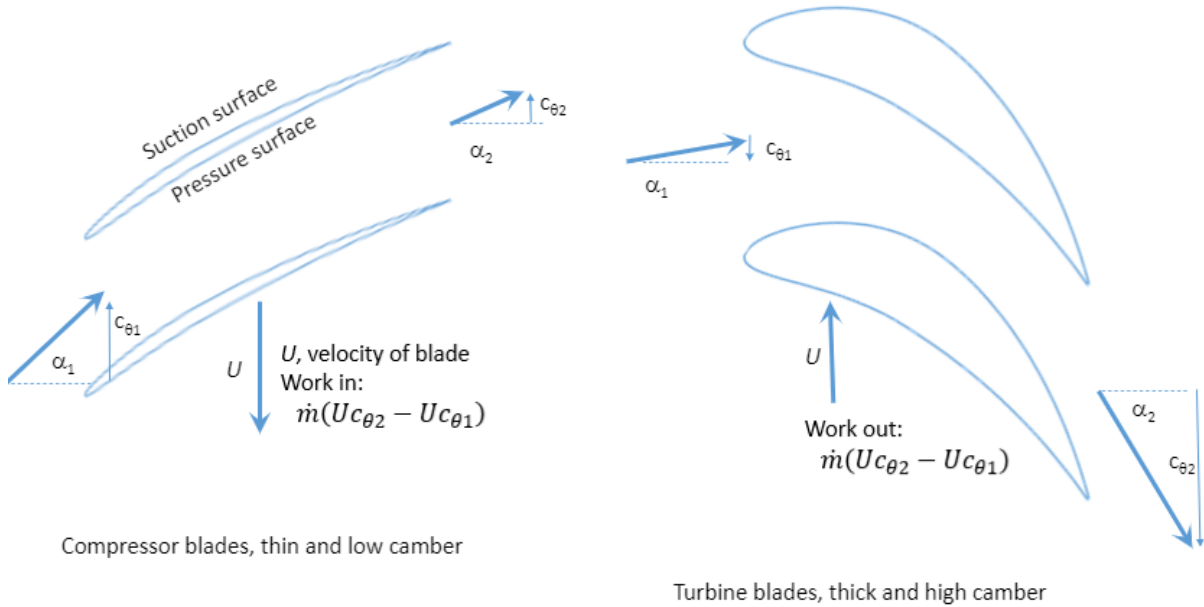 Suction surface
Pressure surface
cθ2
α2
cθ1
α1
U
U, velocity of blade
Work in:
ṁ(Ucθ2 − Ucθ1)
Compressor blades, thin and low camber
cθ1
α1
U
Work out:
ṁ(Ucθ2 − Ucθ1)
α2
cθ2
Turbine blades, thick and high camber